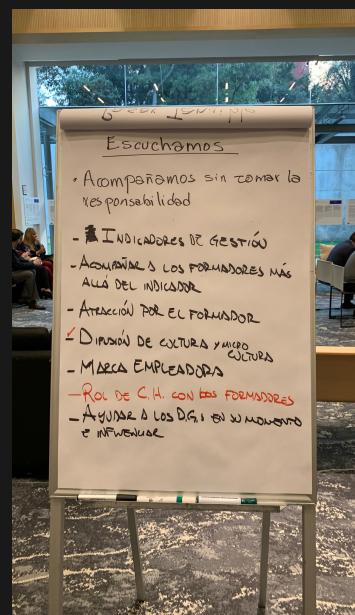 Escuchamos
• Acompañamos sin tomar la
responsabilidad
- INDICADORES DE GESTIÓN
- ACOMPAÑAR A LOS FORMADORES MÁS
ALLÁ DEL INDICADOR
- ATRACCIÓN POR EL FORMADOR
- DIFUSIÓN DE CULTURA Y MICRO
CULTURA
- MARCA EMPLEADORA
- ROL DE C.H. CON LOS FORMADORES
- AYUDAR A LOS D.G.s EN SU MOMENTO
E INFLUENCIAR